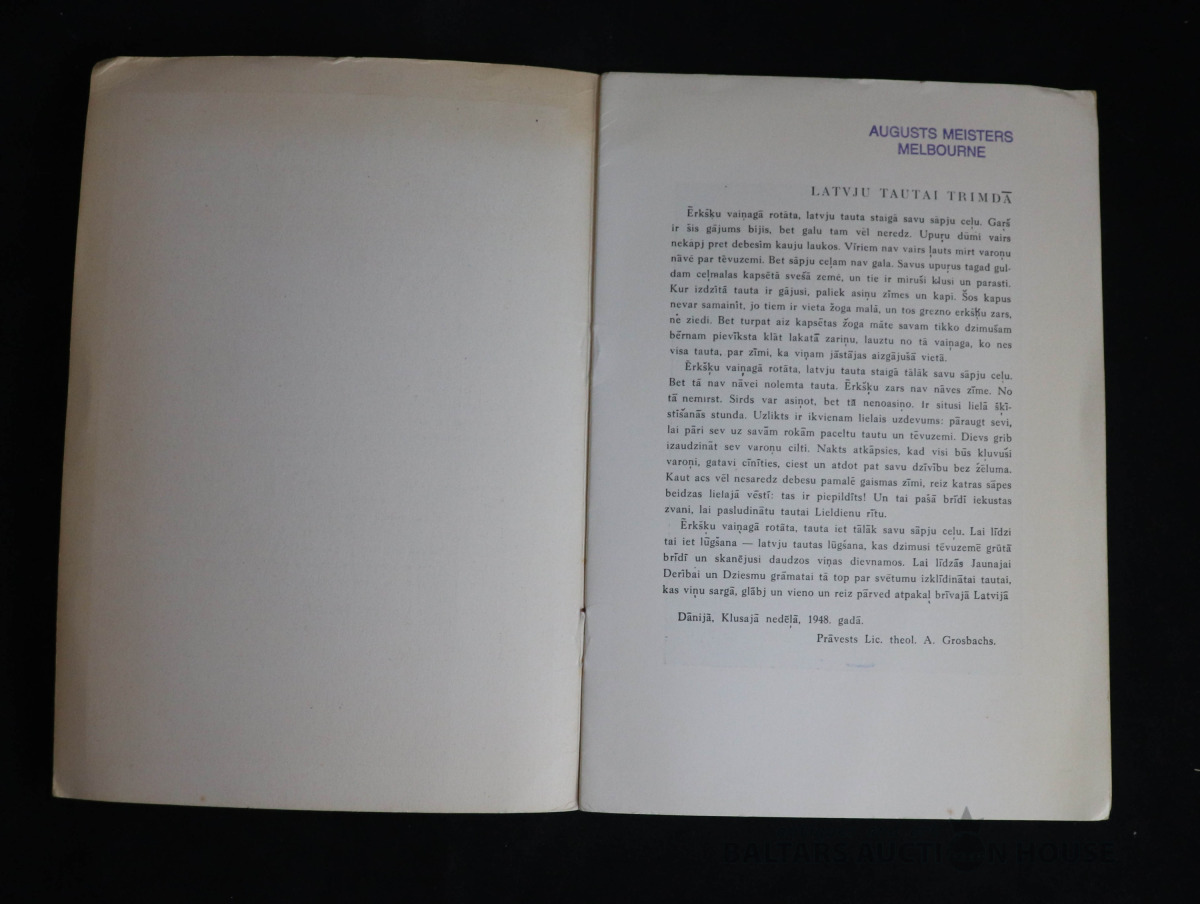 AUGUSTS MEISTERS
MELBOURNE
LATVJU TAUTAI TRIMDĀ
Ērkšķu vaiņagā rotāta, latvju tauta staigā savu sāpju ceļu. Gaŗš
ir šis gājums bijis, bet galu tam vēl neredz. Upuŗu dūmi vairs
nekāpj pret debesīm kauju laukos. Vīriem nav vairs ļauts mirt varoņu
nāvē par tēvuzemi. Bet sāpju ceļam nav gala. Savus upuŗus tagad gul-
dam ceļmalas kapsētā svešā zemē, un tie ir miruši klusi un parasti.
Kur izdzītā tauta ir gājusi, paliek asiņu zīmes un kapi. Šos kapus
nevar samainīt, jo tiem ir vieta žoga malā, un tos grezno erkšķu zars,
ne ziedi. Bet turpat aiz kapsētas žoga māte savam tikko dzimušam
bērnam pievīksta klāt lakatā zariņu, lauztu no tā vaiņaga, ko nes
visa tauta, par zīmi, ka viņam jāstājas aizgājušā vietā.
Ērkšķu vaiņagā rotāta, latvju tauta staigā tālāk savu sāpju ceļu.
Bet tā nav nāvei nolemta tauta. Ērkšķu zars nav nāves zīme. No
tā nemirst. Sirds var asiņot, bet tā nenoasiņo. Ir situsi lielā šķī-
stīšanās stunda. Uzlikts ir ikvienam lielais uzdevums: pāraugt sevi,
lai pāri sev uz savām rokām paceltu tautu un tēvuzemi. Dievs grib
izaudzināt sev varoņu cilti. Nakts atkāpsies, kad visi būs kļuvuši
varoņi, gatavi cīnīties, ciest un atdot pat savu dzīvību bez žēluma.
Kaut acs vēl nesaredz debesu pamalē gaismas zīmi, reiz katras sāpes
beidzas lielajā vēstī: tas ir piepildīts! Un tai pašā brīdī iekustas
zvani, lai pasludinātu tautai Lieldienu rītu.
Ērkšķu vaiņagā rotāta, tauta iet tālāk savu sāpju ceļu. Lai līdzi
tai iet lūgšana — latvju tautas lūgšana, kas dzimusi tēvuzemē grūtā
brīdī un skanējusi daudzos viņas dievnamos. Lai līdzās Jaunajai
Derībai un Dziesmu grāmatai tā top par svētumu izklīdinātai tautai,
kas viņu sargā, glābj un vieno un reiz pārved atpakaļ brīvajā Latvijā
Dānijā, Klusajā nedēļā, 1948. gadā.
Prāvests Lic. theol. A. Grosbachs.
BALTARS AUCTION HOUSE